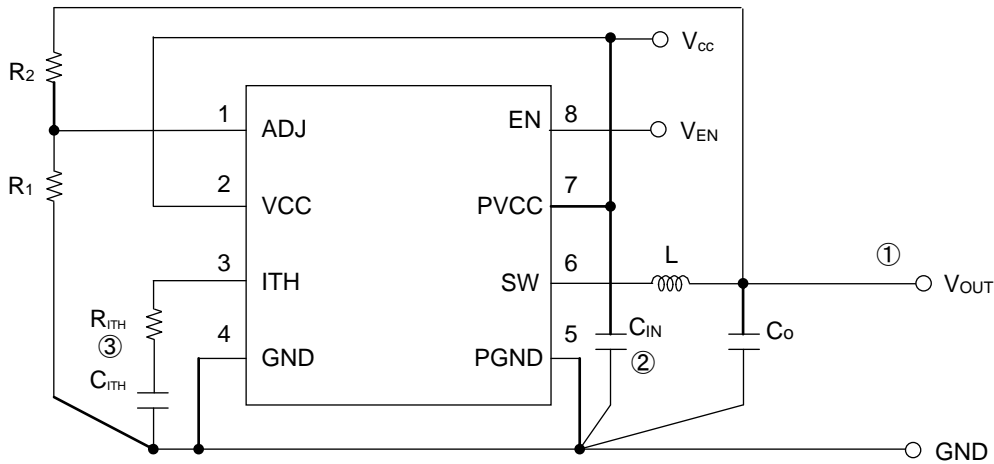 Vcc
R2
1
ADJ
EN
8
VEN
R1
2
VCC
PVCC
7
3
ITH
SW
6
L
①
VOUT
RITH
③
CITH
4
GND
PGND
5
CIN
②
Co
GND